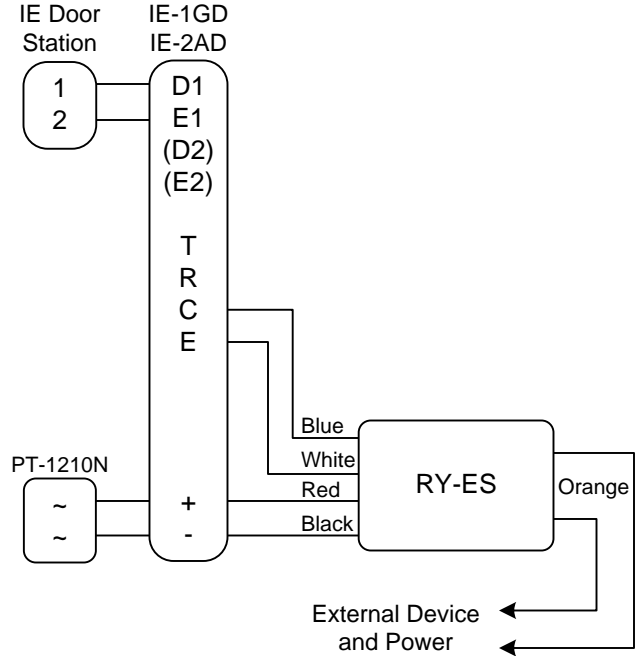 IE Door
Station
IE-1GD
IE-2AD
1
2
D1
E1
(D2)
(E2)
T
R
C
E
Blue
White
Red
Black
RY-ES
Orange
PT-1210N
~
~
+
-
External Device
and Power